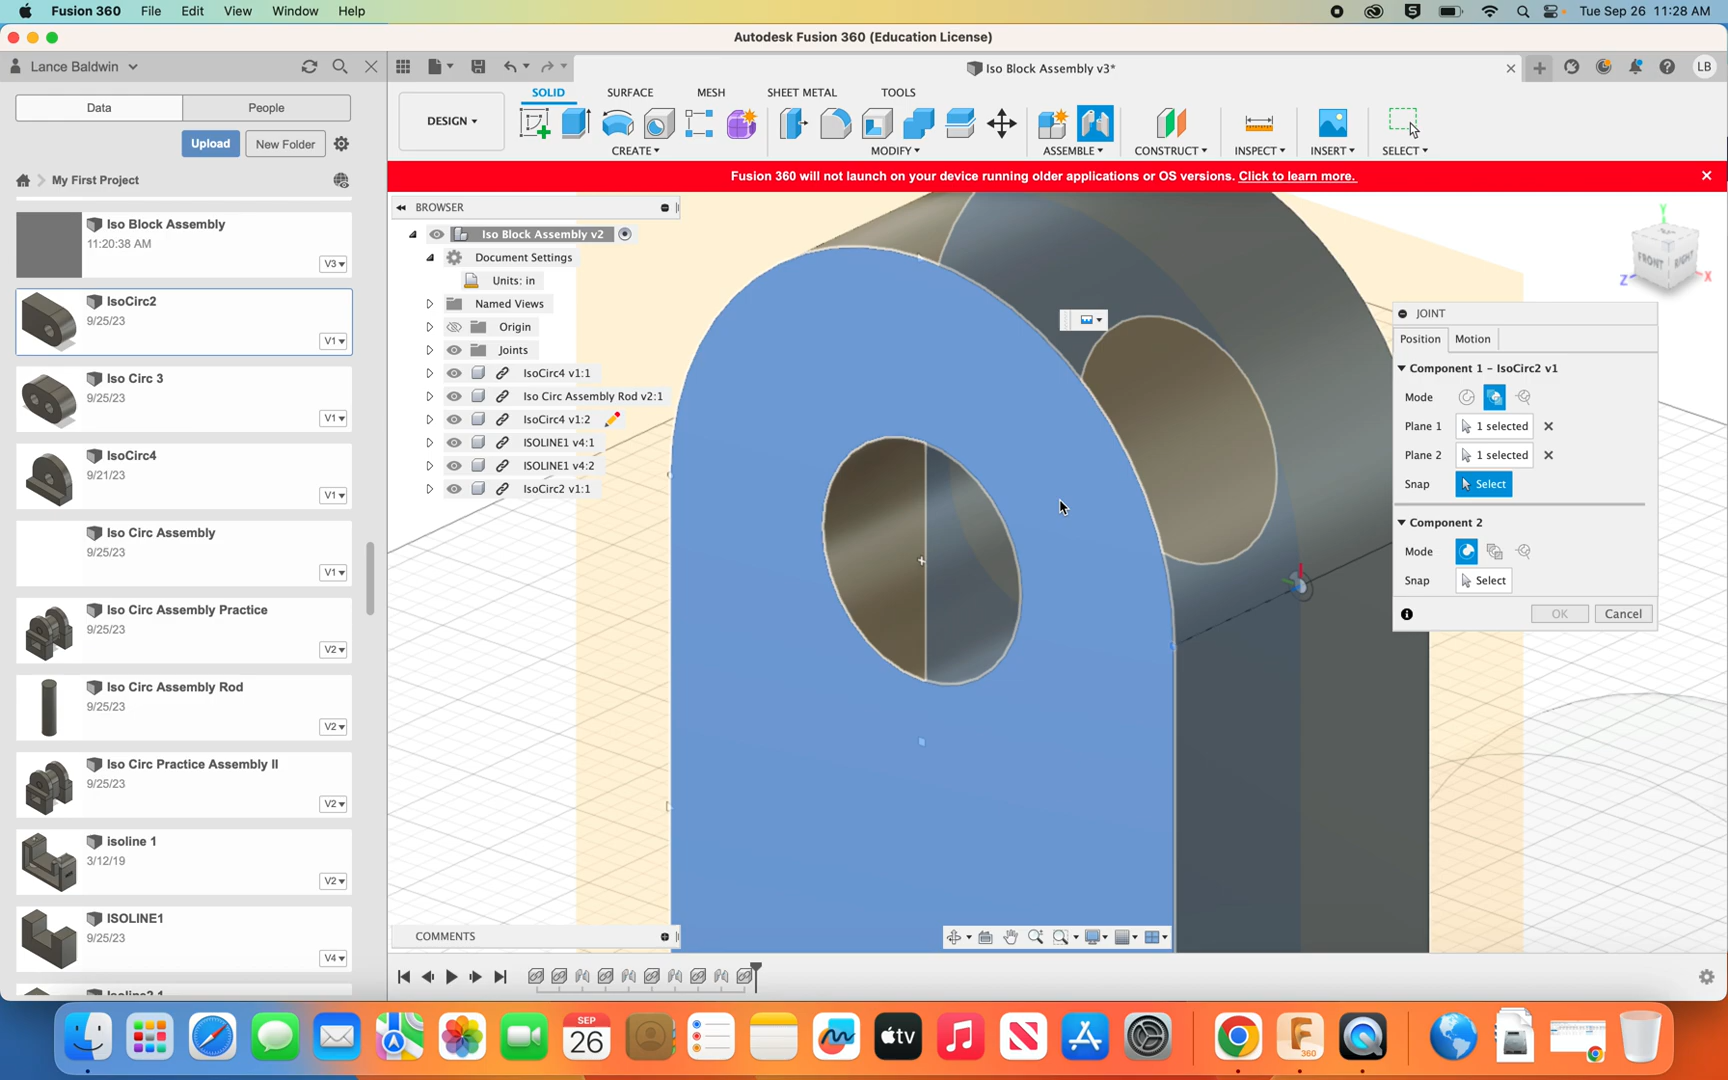 Fusion 360 File Edit View Window Help
Tue Sep 26 11:28 AM
Autodesk Fusion 360 (Education License)
Lance Baldwin
Iso Block Assembly v3*
LB
Data People
Upload New Folder
My First Project
Iso Block Assembly
11:20:38 AM
V3
IsoCirc2
9/25/23
V1
Iso Circ 3
9/25/23
V1
IsoCirc4
9/21/23
V1
Iso Circ Assembly
9/25/23
V1
Iso Circ Assembly Practice
9/25/23
V2
Iso Circ Assembly Rod
9/25/23
V2
Iso Circ Practice Assembly II
9/25/23
V2
isoline 1
3/12/19
V2
ISOLINE1
9/25/23
V4
DESIGN
SOLID SURFACE MESH SHEET METAL TOOLS
CREATE MODIFY ASSEMBLE CONSTRUCT INSPECT INSERT SELECT
Fusion 360 will not launch on your device running older applications or OS versions. Click to learn more.
BROWSER
Iso Block Assembly v2
Document Settings
Units: in
Named Views
Origin
Joints
IsoCirc4 v1:1
Iso Circ Assembly Rod v2:1
IsoCirc4 v1:2
ISOLINE1 v4:1
ISOLINE1 v4:2
IsoCirc2 v1:1
Y
FRONT RIGHT
Z X
JOINT
Position Motion
Component 1 - IsoCirc2 v1
Mode
Plane 1 1 selected
Plane 2 1 selected
Snap Select
Component 2
Mode
Snap Select
OK Cancel
COMMENTS
SEP
26
tv
F
360